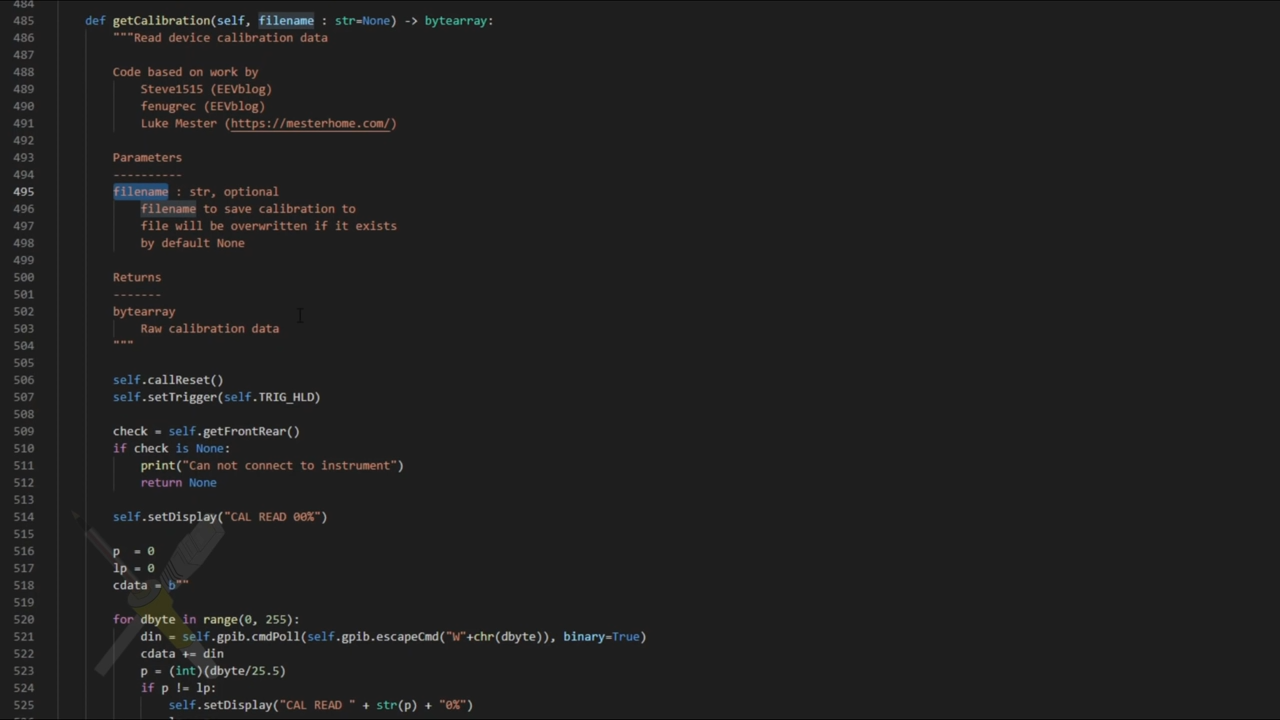 484
485 def getCalibration(self, filename : str=None) -> bytearray:
486 """Read device calibration data
487
488 Code based on work by
489 Steve1515 (EEVblog)
490 fenugrec (EEVblog)
491 Luke Mester (https://mesterhome.com/)
492
493 Parameters
494 ----------
495 filename : str, optional
496 filename to save calibration to
497 file will be overwritten if it exists
498 by default None
499
500 Returns
501 -------
502 bytearray
503 Raw calibration data
504 """
505
506 self.callReset()
507 self.setTrigger(self.TRIG_HLD)
508
509 check = self.getFrontRear()
510 if check is None:
511 print("Can not connect to instrument")
512 return None
513
514 self.setDisplay("CAL READ 00%")
515
516 p = 0
517 lp = 0
518 cdata = b""
519
520 for dbyte in range(0, 255):
521 din = self.gpib.cmdPoll(self.gpib.escapeCmd("W"+chr(dbyte)), binary=True)
522 cdata += din
523 p = (int)(dbyte/25.5)
524 if p != lp:
525 self.setDisplay("CAL READ " + str(p) + "0%")